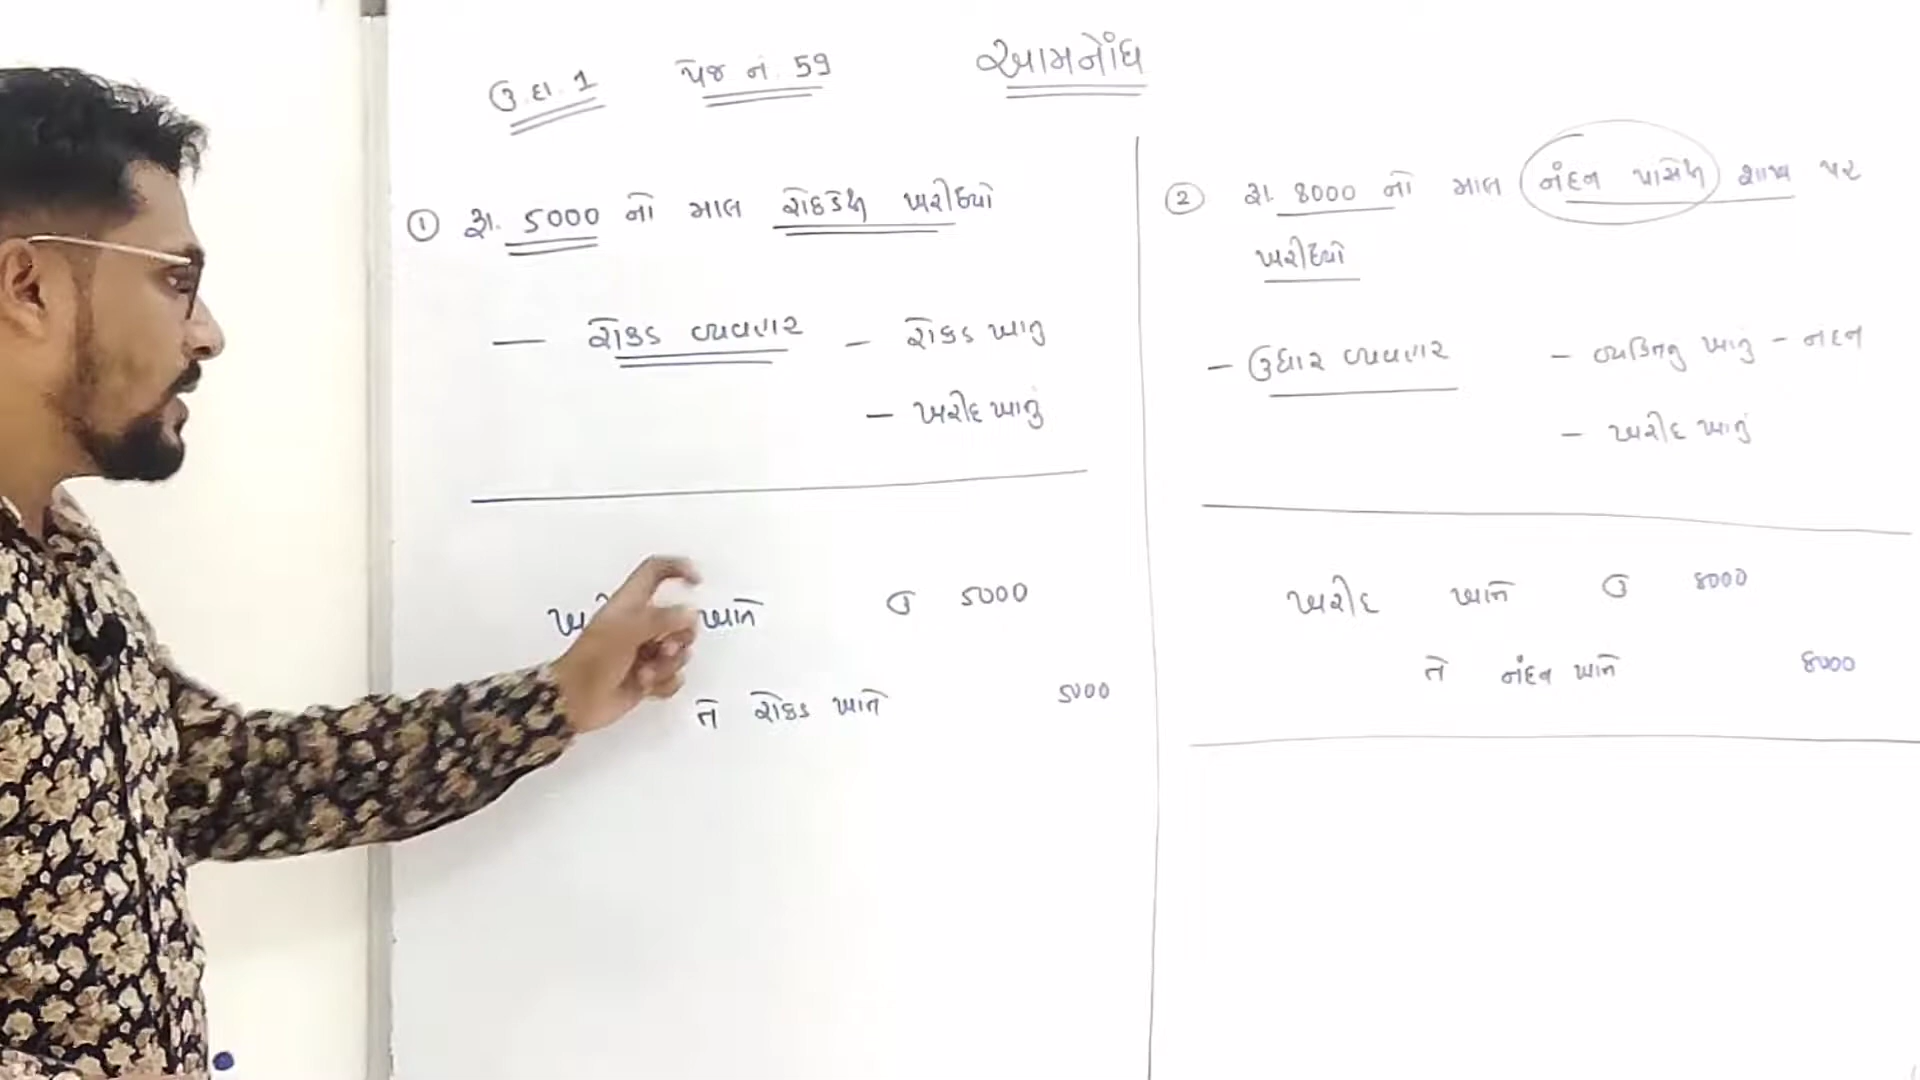 ઉ.દા. 1 પેજ નં. 59 આમનોંધ
① રૂા. 5000 નો માલ રોકડેથી ખરીદ્યો
— રોકડ વ્યવહાર — રોકડ ખાતુ
— ખરીદ ખાતું
ખાતે ઉ 5000
તે રોકડ ખાતે 5000
② રૂા. 8000 નો માલ નંદન પાસેથી શાખ પર
ખરીદ્યો
— ઉધાર વ્યવહાર — વ્યક્તિનુ ખાતું - નંદન
— ખરીદ ખાતું
ખરીદ ખાતે ઉ 8000
તે નંદન ખાતે 8000